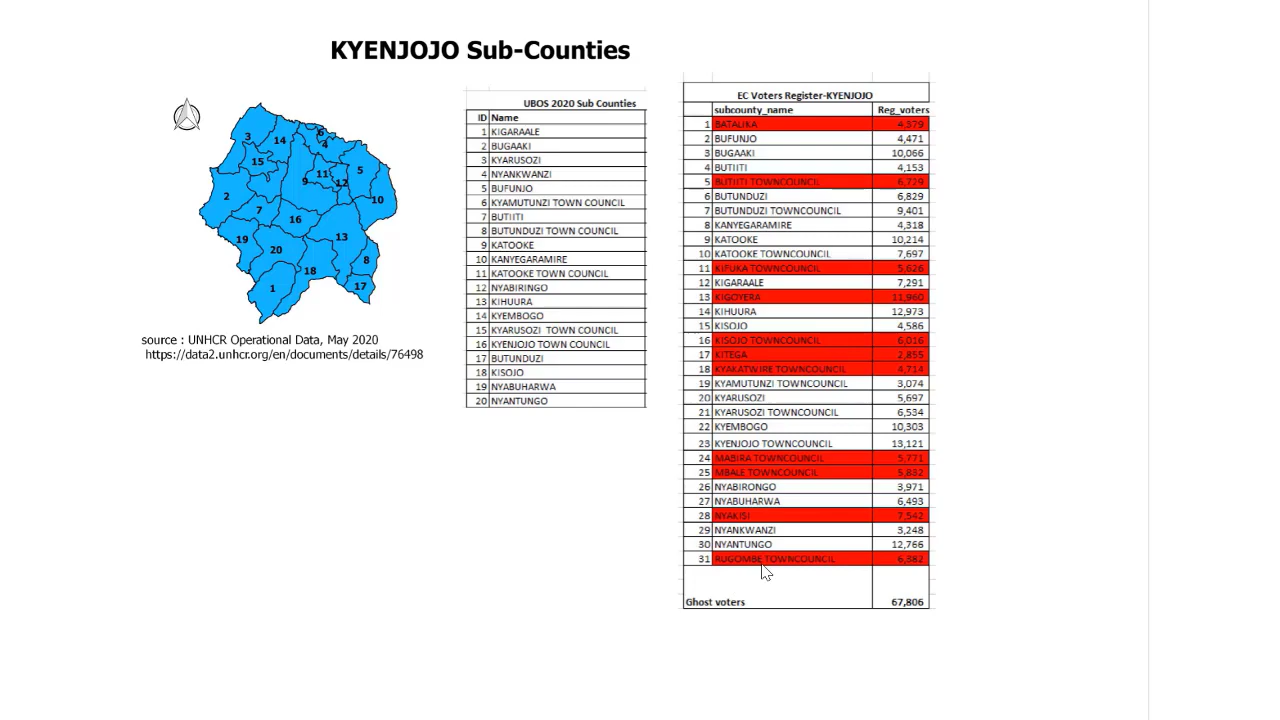 KYENJOJO Sub-Counties
3
14
6
4
15
11
5
9
12
2
10
7
16
13
19
20
8
18
1
17
source : UNHCR Operational Data, May 2020
https://data2.unhcr.org/en/documents/details/76498
UBOS 2020 Sub Counties
ID Name
1 KIGARAALE
2 BUGAAKI
3 KYARUSOZI
4 NYANKWANZI
5 BUFUNJO
6 KYAMUTUNZI TOWN COUNCIL
7 BUTIITI
8 BUTUNDUZI TOWN COUNCIL
9 KATOOKE
10 KANYEGARAMIRE
11 KATOOKE TOWN COUNCIL
12 NYABIRINGO
13 KIHUURA
14 KYEMBOGO
15 KYARUSOZI TOWN COUNCIL
16 KYENJOJO TOWN COUNCIL
17 BUTUNDUZI
18 KISOJO
19 NYABUHARWA
20 NYANTUNGO
EC Voters Register-KYENJOJO
subcounty_name Reg_voters
1 BATALIKA 4,379
2 BUFUNJO 4,471
3 BUGAAKI 10,066
4 BUTIITI 4,153
5 BUTIITI TOWNCOUNCIL 6,729
6 BUTUNDUZI 6,829
7 BUTUNDUZI TOWNCOUNCIL 9,401
8 KANYEGARAMIRE 4,318
9 KATOOKE 10,214
10 KATOOKE TOWNCOUNCIL 7,697
11 KIFUKA TOWNCOUNCIL 5,626
12 KIGARAALE 7,291
13 KIGOYERA 11,960
14 KIHUURA 12,973
15 KISOJO 4,586
16 KISOJO TOWNCOUNCIL 6,016
17 KITEGA 2,855
18 KYAKATWIRE TOWNCOUNCIL 4,714
19 KYAMUTUNZI TOWNCOUNCIL 3,074
20 KYARUSOZI 5,697
21 KYARUSOZI TOWNCOUNCIL 6,534
22 KYEMBOGO 10,303
23 KYENJOJO TOWNCOUNCIL 13,121
24 MABIRA TOWNCOUNCIL 5,771
25 MBALE TOWNCOUNCIL 5,832
26 NYABIRONGO 3,971
27 NYABUHARWA 6,493
28 NYAKISI 7,542
29 NYANKWANZI 3,248
30 NYANTUNGO 12,766
31 RUGOMBE TOWNCOUNCIL 6,382
Ghost voters 67,806